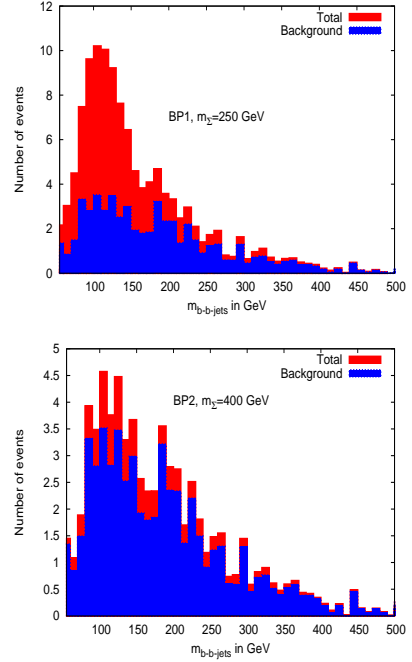 12
Total
Background
10
8
BP1, mΣ=250 GeV
6
Number of events
4
2
0
100 150 200 250 300 350 400 450 500
mb-b-jets in GeV
5
Total
4.5
Background
4
BP2, mΣ=400 GeV
3.5
3
2.5
Number of events
2
1.5
1
0.5
0
100 150 200 250 300 350 400 450 500
mb-b-jets in GeV